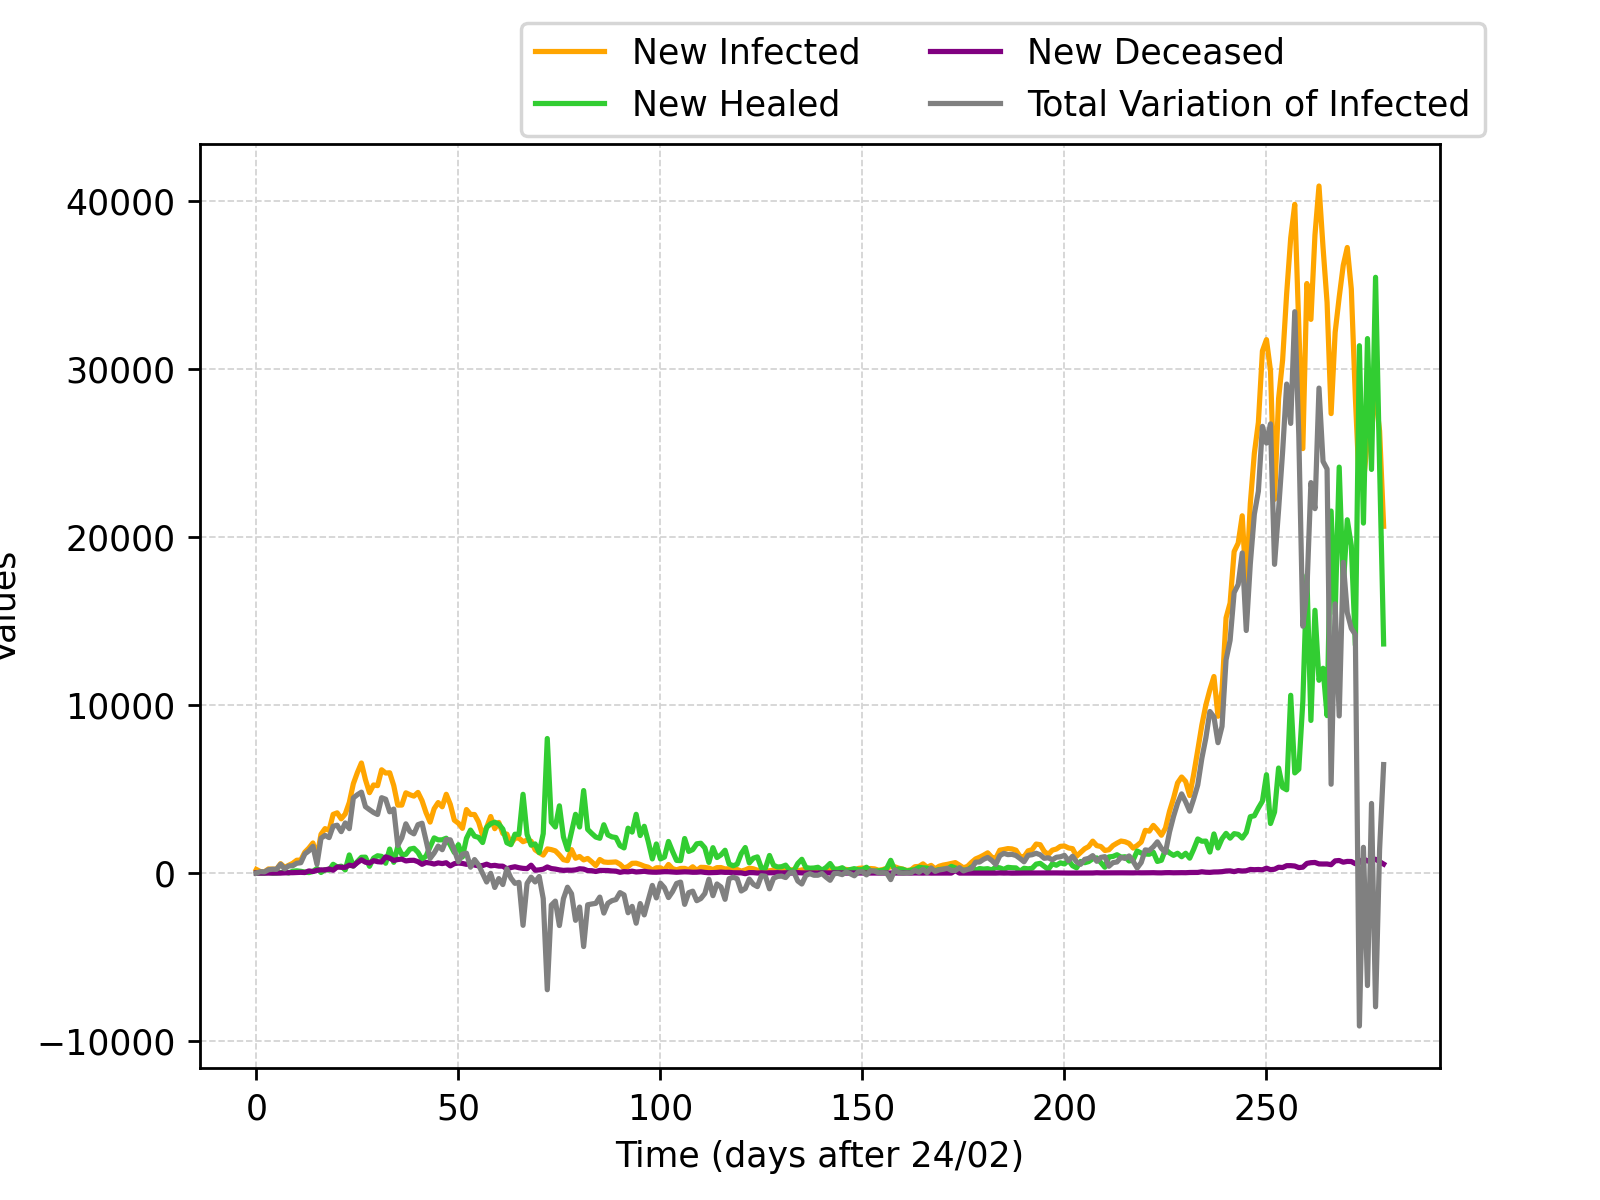 New Infected
New Healed
New Deceased
Total Variation of Infected
40000
30000
20000
10000
0
−10000
0 50 100 150 200 250
Time (days after 24/02)